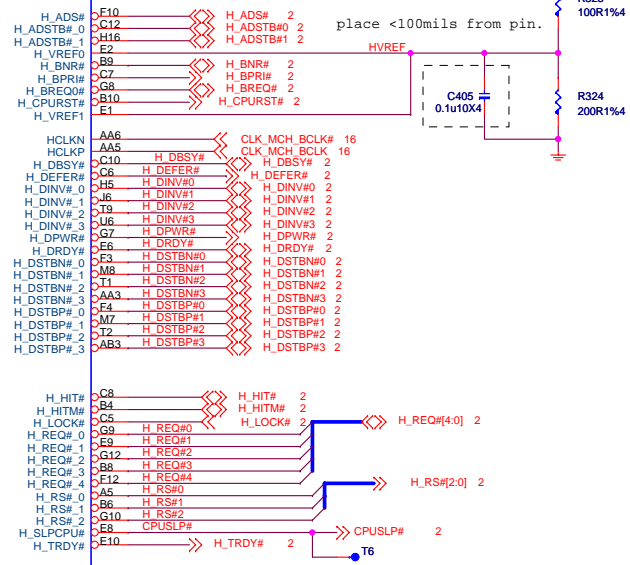 R323
100R1%4
place <100mils from pin.
H_ADS# F10 H_ADS# 2
H_ADSTB#_0 C12 H_ADSTB#0 2
H_ADSTB#_1 H16 H_ADSTB#1 2
H_VREF0 E2 HVREF
H_BNR# B9 H_BNR# 2
H_BPRI# C7 H_BPRI# 2
H_BREQ0# G8 H_BREQ# 2
H_CPURST# B10 H_CPURST# 2
H_VREF1 E1
C405
0.1u10X4
R324
200R1%4
HCLKN AA6 CLK_MCH_BCLK# 16
HCLKP AA5 CLK_MCH_BCLK 16
H_DBSY# C10 H_DBSY# H_DBSY# 2
H_DEFER# C6 H_DEFER# H_DEFER# 2
H_DINV#_0 H5 H_DINV#0 H_DINV#0 2
H_DINV#_1 J6 H_DINV#1 H_DINV#1 2
H_DINV#_2 T9 H_DINV#2 H_DINV#2 2
H_DINV#_3 U6 H_DINV#3 H_DINV#3 2
H_DPWR# G7 H_DPWR# H_DPWR# 2
H_DRDY# E6 H_DRDY# H_DRDY# 2
H_DSTBN#_0 F3 H_DSTBN#0 H_DSTBN#0 2
H_DSTBN#_1 M8 H_DSTBN#1 H_DSTBN#1 2
H_DSTBN#_2 T1 H_DSTBN#2 H_DSTBN#2 2
H_DSTBN#_3 AA3 H_DSTBN#3 H_DSTBN#3 2
H_DSTBP#_0 F4 H_DSTBP#0 H_DSTBP#0 2
H_DSTBP#_1 M7 H_DSTBP#1 H_DSTBP#1 2
H_DSTBP#_2 T2 H_DSTBP#2 H_DSTBP#2 2
H_DSTBP#_3 AB3 H_DSTBP#3 H_DSTBP#3 2
H_HIT# C8 H_HIT# 2
H_HITM# B4 H_HITM# 2
H_LOCK# C5 H_LOCK# 2
H_REQ#_0 G9 H_REQ#0 H_REQ#[4:0] 2
H_REQ#_1 E9 H_REQ#1
H_REQ#_2 G12 H_REQ#2
H_REQ#_3 B8 H_REQ#3
H_REQ#_4 F12 H_REQ#4
H_RS#_0 A5 H_RS#0 H_RS#[2:0] 2
H_RS#_1 B6 H_RS#1
H_RS#_2 G10 H_RS#2
H_SLPCPU# E8 CPUSLP# CPUSLP# 2
H_TRDY# E10 H_TRDY# 2
T6